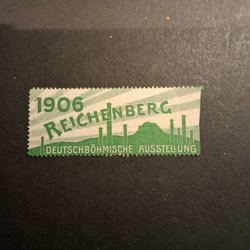 1906
REICHENBERG
DEUTSCHBÖHMISCHE AUSSTELLUNG